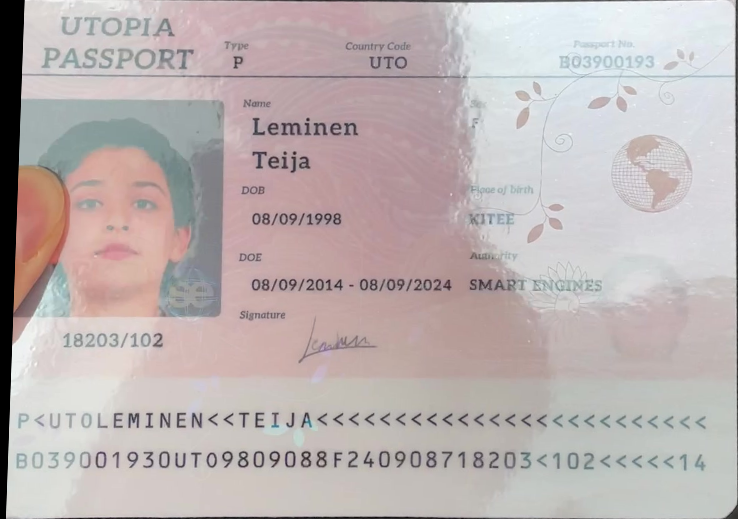 UTOPIA
PASSPORT
Type
P
Country Code
UTO
Passport No.
B03900193
Name
Leminen
Teija
Sex
F
DOB
08/09/1998
Place of birth
KITEE
DOE
08/09/2014 - 08/09/2024
Authority
SMART ENGINES
Signature
18203/102
P<UTOLEMINEN<<TEIJA<<<<<<<<<<<<<<<<<<<<<<<<<
B039001930UTO9809088F240908718203<102<<<<<14